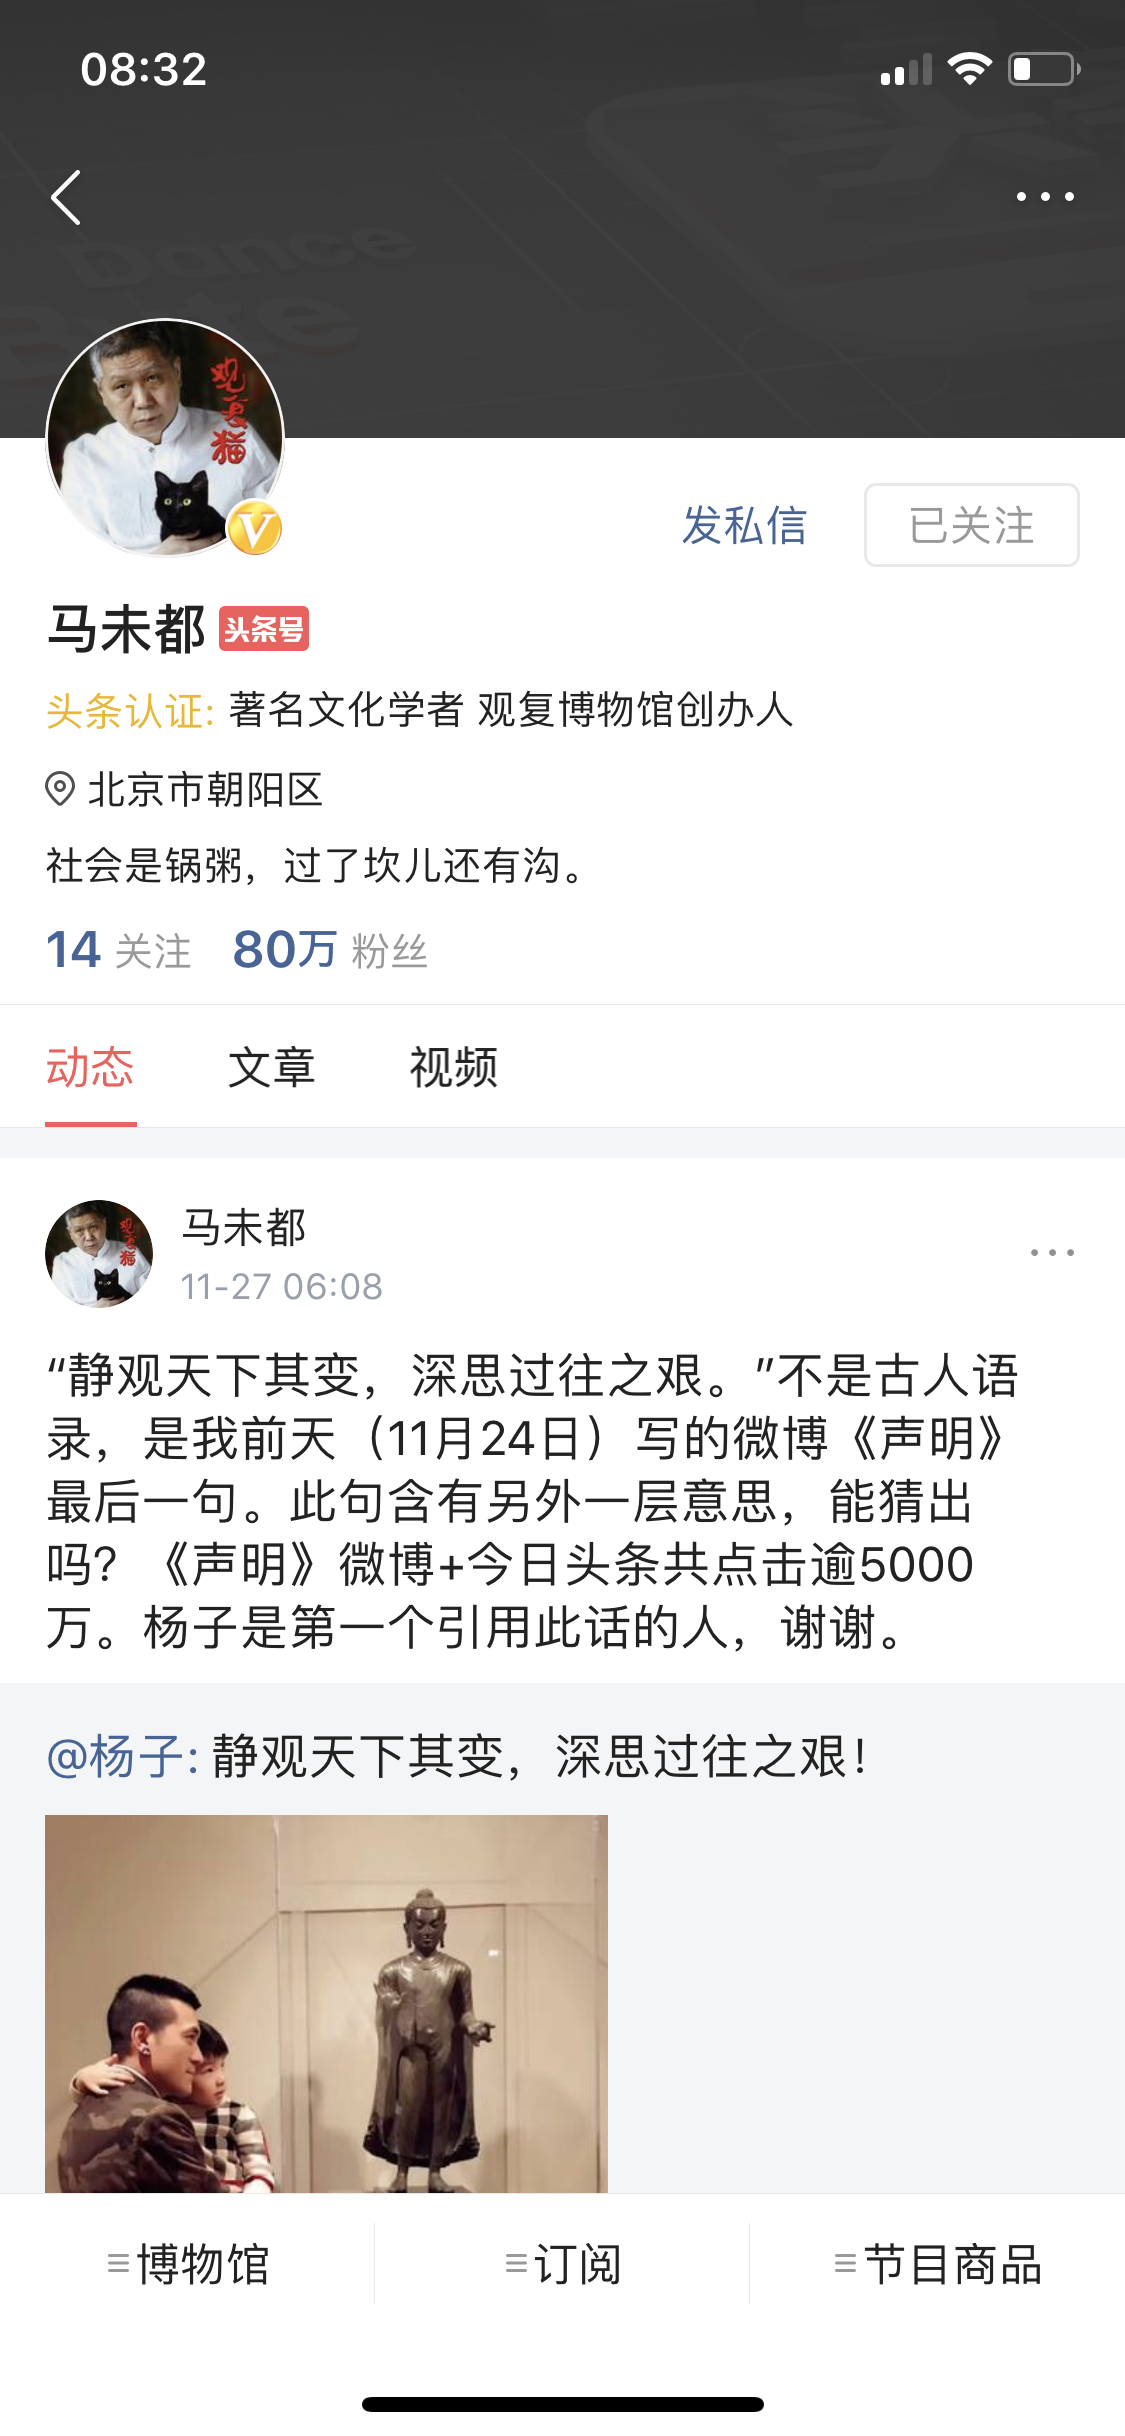 08:32
Dance
观复猫
发私信
已关注
马未都 头条号
头条认证: 著名文化学者 观复博物馆创办人
北京市朝阳区
社会是锅粥，过了坎儿还有沟。
14 关注 80万 粉丝
动态 文章 视频
马未都
11-27 06:08
“静观天下其变，深思过往之艰。”不是古人语
录，是我前天（11月24日）写的微博《声明》
最后一句。此句含有另外一层意思，能猜出
吗？《声明》微博+今日头条共点击逾5000
万。杨子是第一个引用此话的人，谢谢。
@杨子: 静观天下其变，深思过往之艰！
博物馆 订阅 节目商品